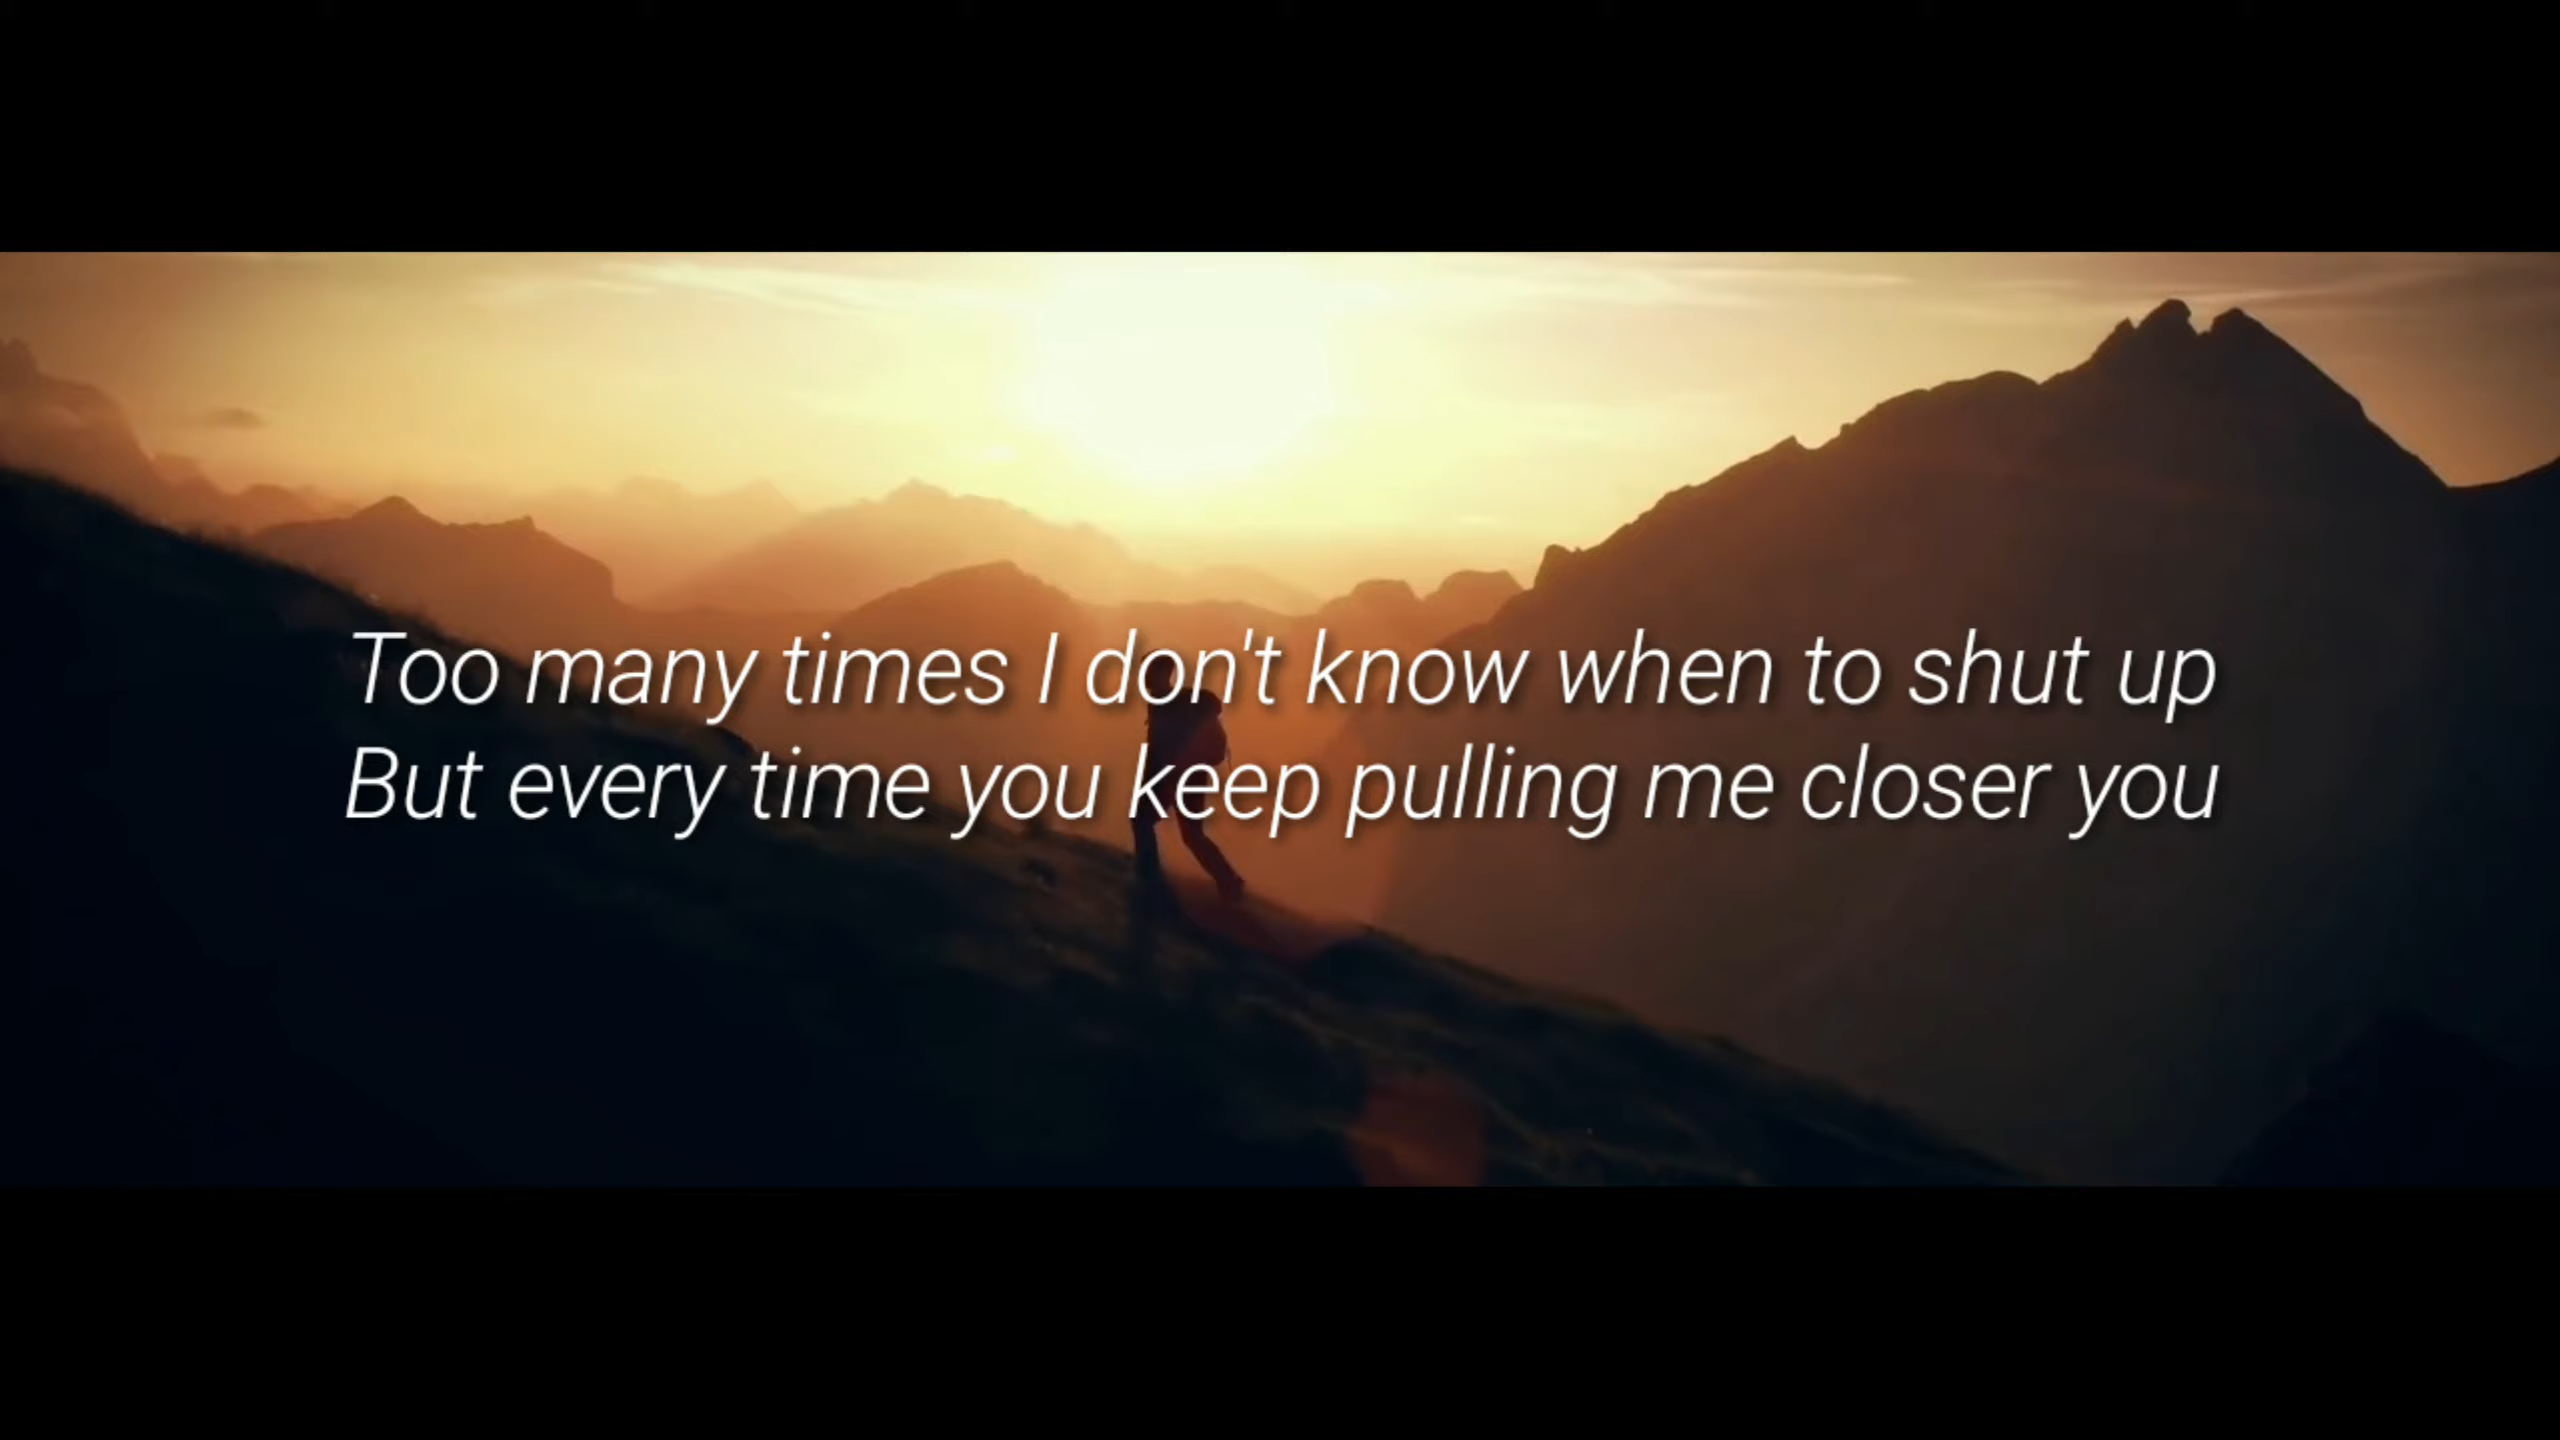 Too many times I don't know when to shut up
But every time you keep pulling me closer you